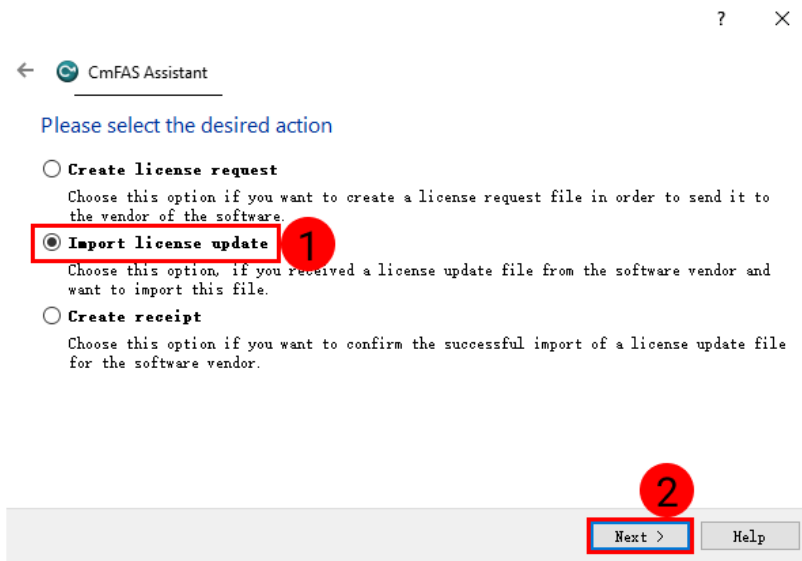 ?
CmFAS Assistant
Please select the desired action
Create license request
Choose this option if you want to create a license request file in order to send it to
the vendor of the software.
Import license update
1
Choose this option, if you received a license update file from the software vendor and
want to import this file.
Create receipt
Choose this option if you want to confirm the successful import of a license update file
for the software vendor.
2
Next >
Help